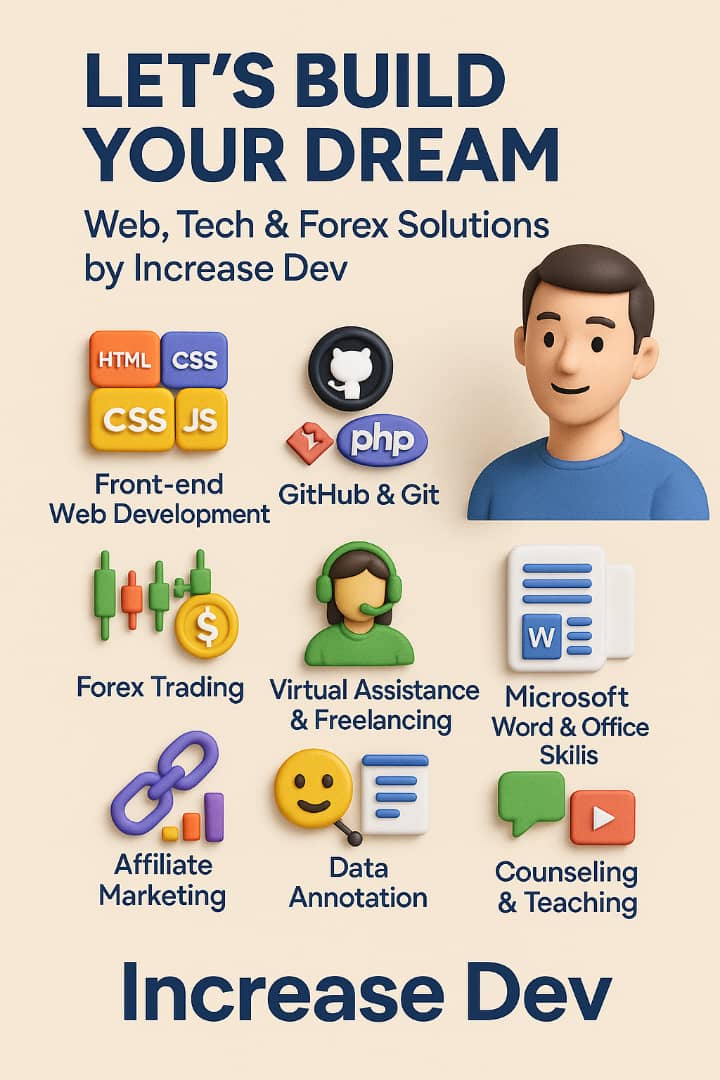 LET'S BUILD
YOUR DREAM
Web, Tech & Forex Solutions
by Increase Dev
HTML CSS
CSS JS
Front-end
Web Development
php
GitHub & Git
$
Forex Trading
Virtual Assistance
& Freelancing
W
Microsoft
Word & Office
Skilis
Affiliate
Marketing
Data
Annotation
Counseling
& Teaching
Increase Dev